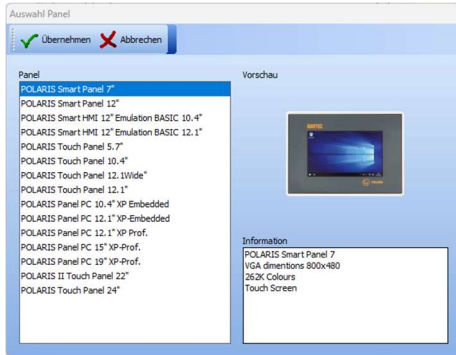 Auswahl Panel
Übernehmen Abbrechen
Panel
POLARIS Smart Panel 7"
POLARIS Smart Panel 12"
POLARIS Smart HMI 12" Emulation BASIC 10.4"
POLARIS Smart HMI 12" Emulation BASIC 12.1"
POLARIS Touch Panel 5.7"
POLARIS Touch Panel 10.4"
POLARIS Touch Panel 12.1Wide"
POLARIS Touch Panel 12.1"
POLARIS Panel PC 10.4" XP Embedded
POLARIS Panel PC 12.1" XP-Embedded
POLARIS Panel PC 12.1" XP Prof.
POLARIS Panel PC 15" XP-Prof.
POLARIS Panel PC 19" XP-Prof.
POLARIS II Touch Panel 22"
POLARIS Touch Panel 24"
Vorschau
BARTEC
POLARIS
Information
POLARIS Smart Panel 7
VGA dimentions 800x480
262K Colours
Touch Screen